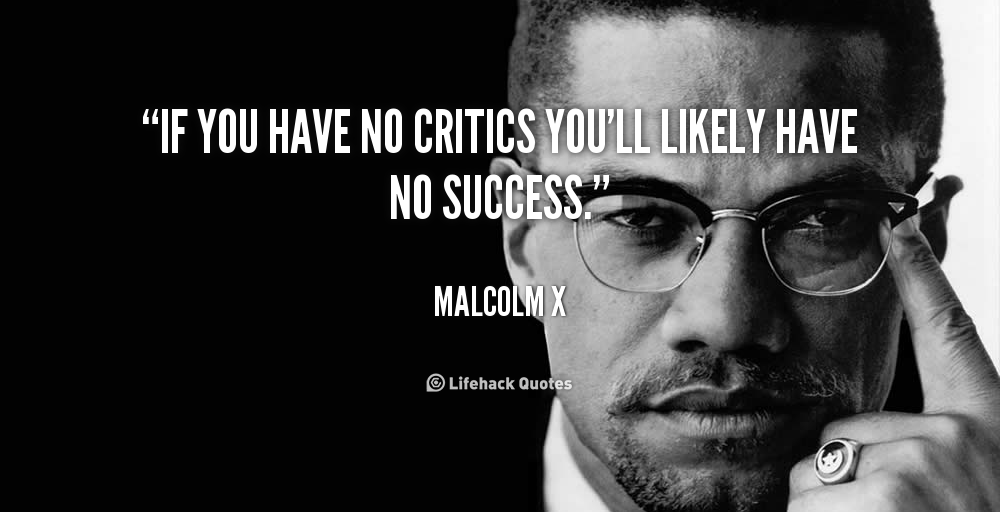 “IF YOU HAVE NO CRITICS YOU’LL LIKELY HAVE
NO SUCCESS.”
MALCOLM X
Lifehack Quotes